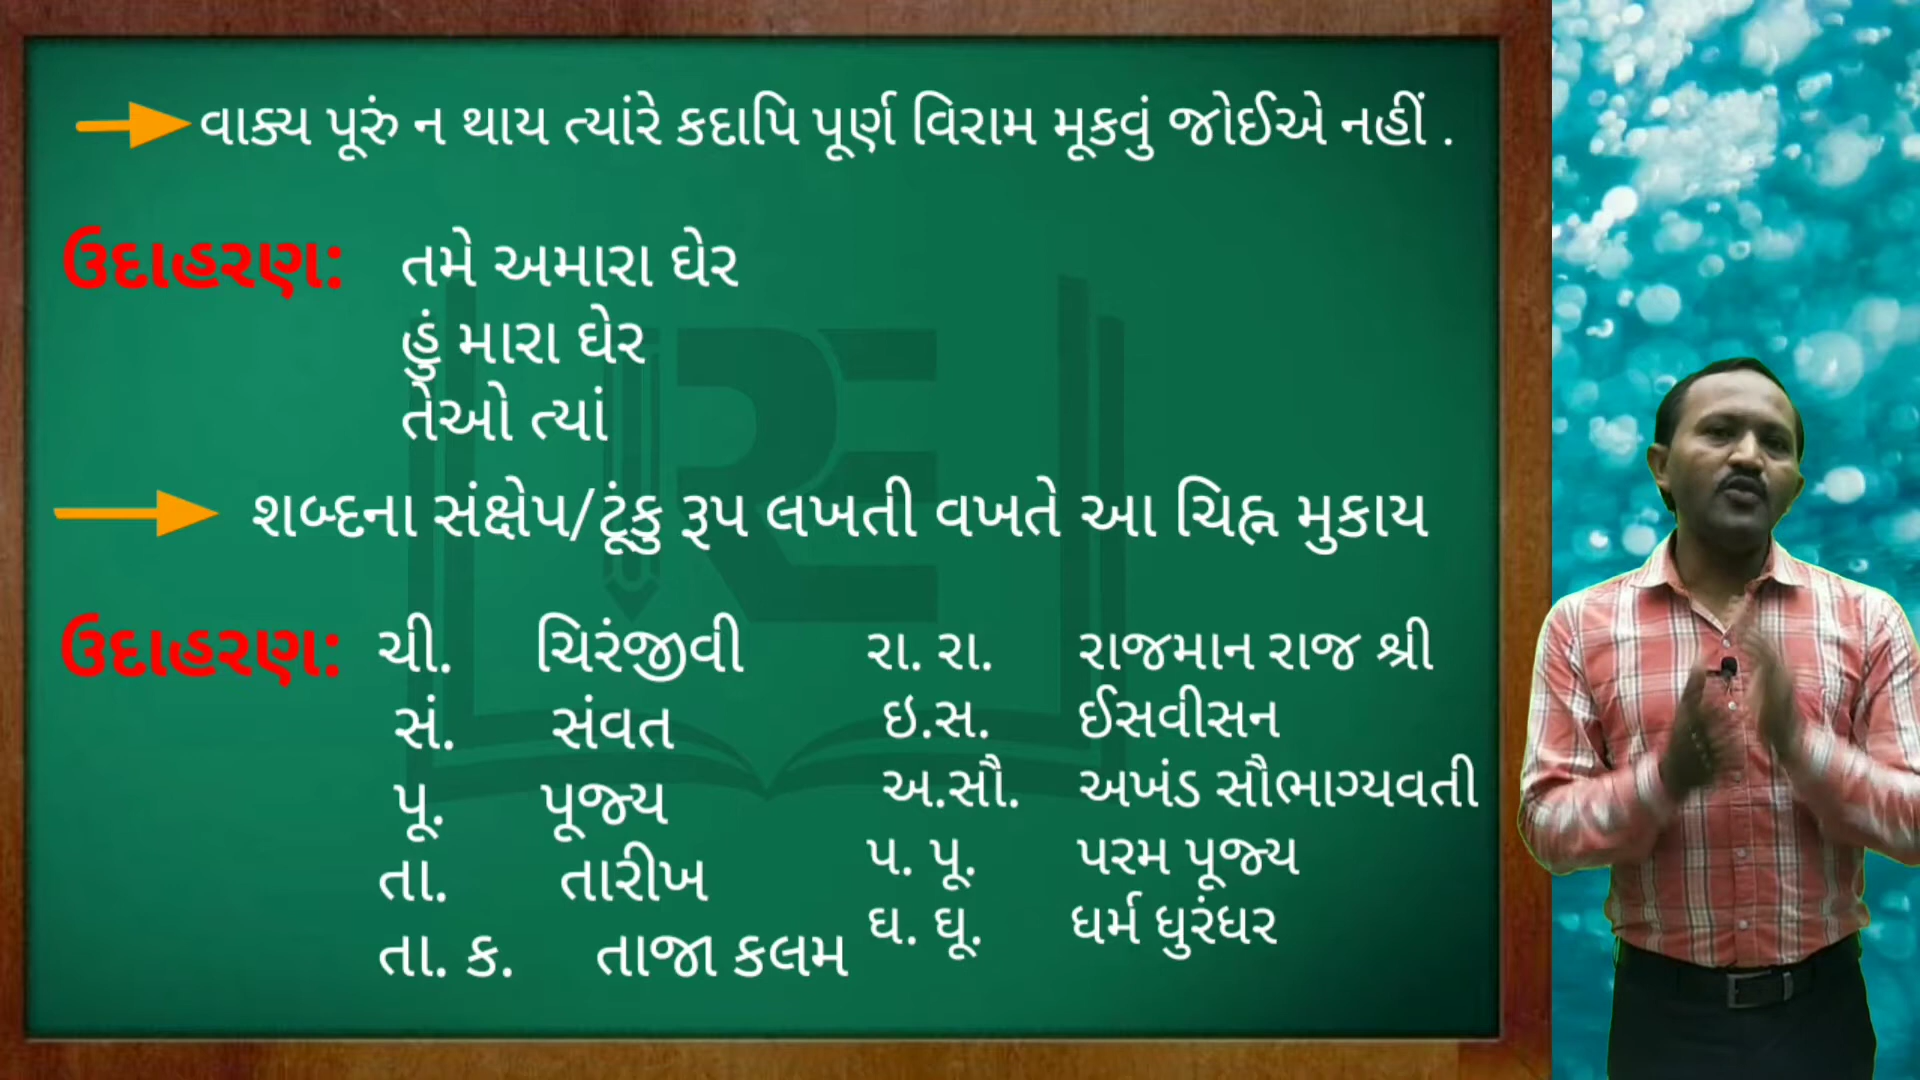 વાક્ય પૂરું ન થાય ત્યાંરે કદાપિ પૂર્ણ વિરામ મૂકવું જોઈએ નહીં .
ઉદાહરણ: તમે અમારા ઘેર
હું મારા ઘેર
તેઓ ત્યાં
શબ્દના સંક્ષેપ/ટૂંકુ રૂપ લખતી વખતે આ ચિહ્ન મુકાય
ઉદાહરણ: ચી. ચિરંજીવી
સં. સંવત
પૂ. પૂજ્ય
તા. તારીખ
તા. ક. તાજા કલમ
રા. રા. રાજમાન રાજ શ્રી
ઇ.સ. ઈસવીસન
અ.સૌ. અખંડ સૌભાગ્યવતી
પ. પૂ. પરમ પૂજ્ય
ઘ. ઘૂ. ધર્મ ધુરંધર
RE